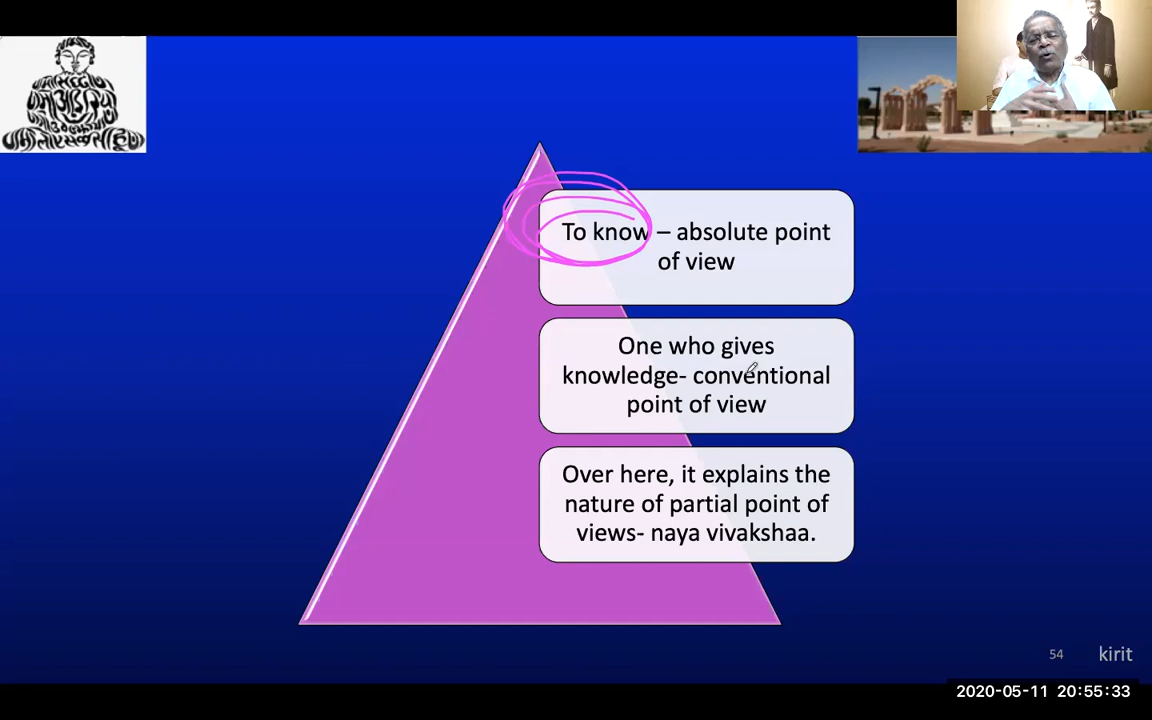 To know – absolute point
of view
One who gives
knowledge- conventional
point of view
Over here, it explains the
nature of partial point of
views- naya vivakshaa.
54
kirit
2020-05-11 20:55:33